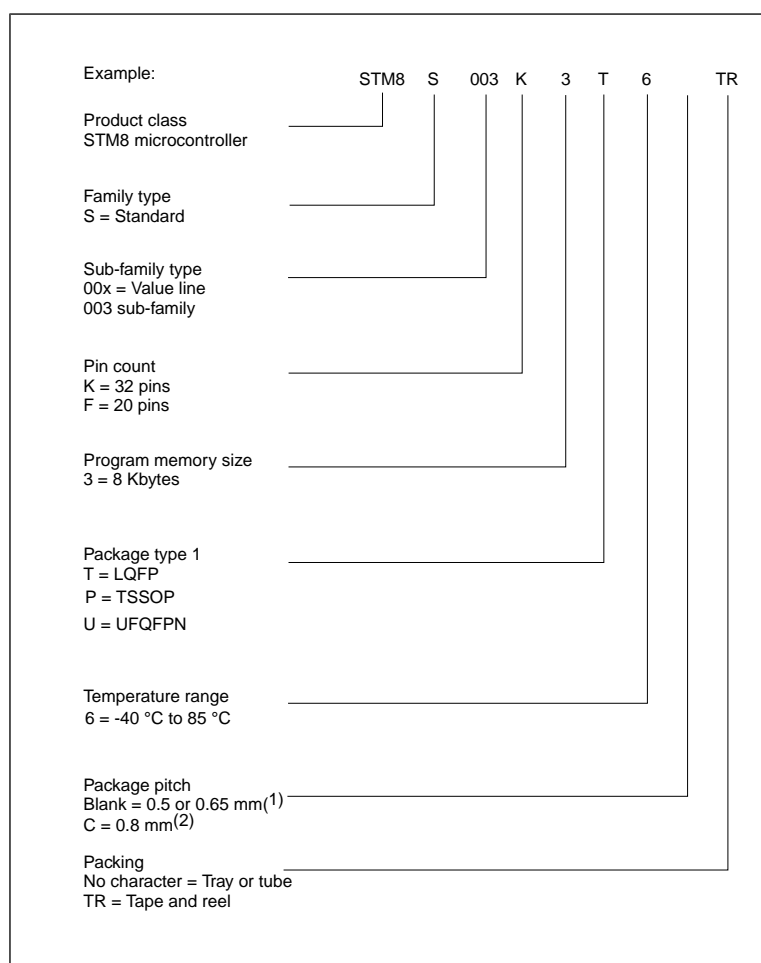 Example: STM8 S 003 K 3 T 6 TR
Product class
STM8 microcontroller
Family type
S = Standard
Sub-family type
00x = Value line
003 sub-family
Pin count
K = 32 pins
F = 20 pins
Program memory size
3 = 8 Kbytes
Package type 1
T = LQFP
P = TSSOP
U = UFQFPN
Temperature range
6 = -40 °C to 85 °C
Package pitch
Blank = 0.5 or 0.65 mm(1)
C = 0.8 mm(2)
Packing
No character = Tray or tube
TR = Tape and reel